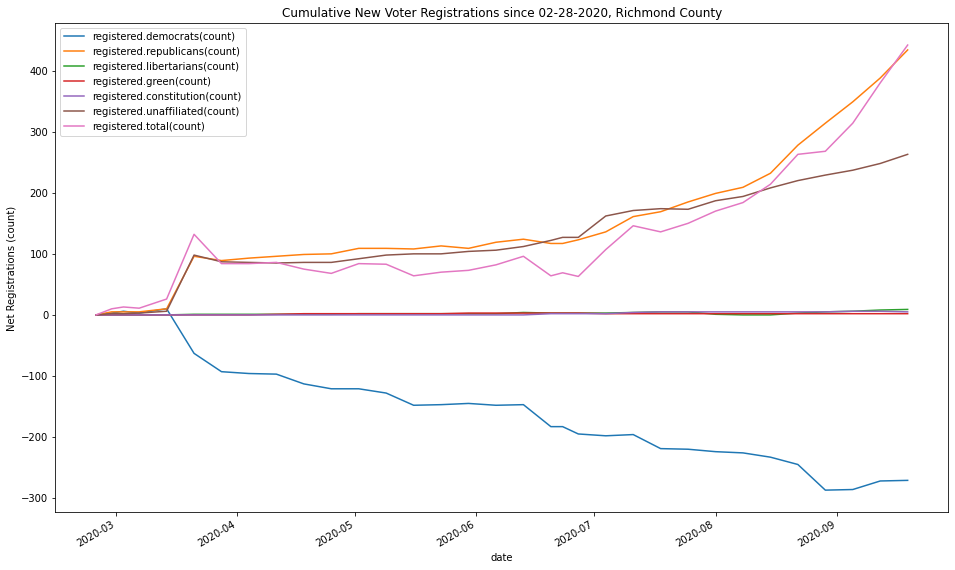 Cumulative New Voter Registrations since 02-28-2020, Richmond County
registered.democrats(count)
registered.republicans(count)
registered.libertarians(count)
registered.green(count)
registered.constitution(count)
registered.unaffiliated(count)
registered.total(count)
Net Registrations (count)
400
300
200
100
0
−100
−200
−300
2020-03
2020-04
2020-05
2020-06
2020-07
2020-08
2020-09
date